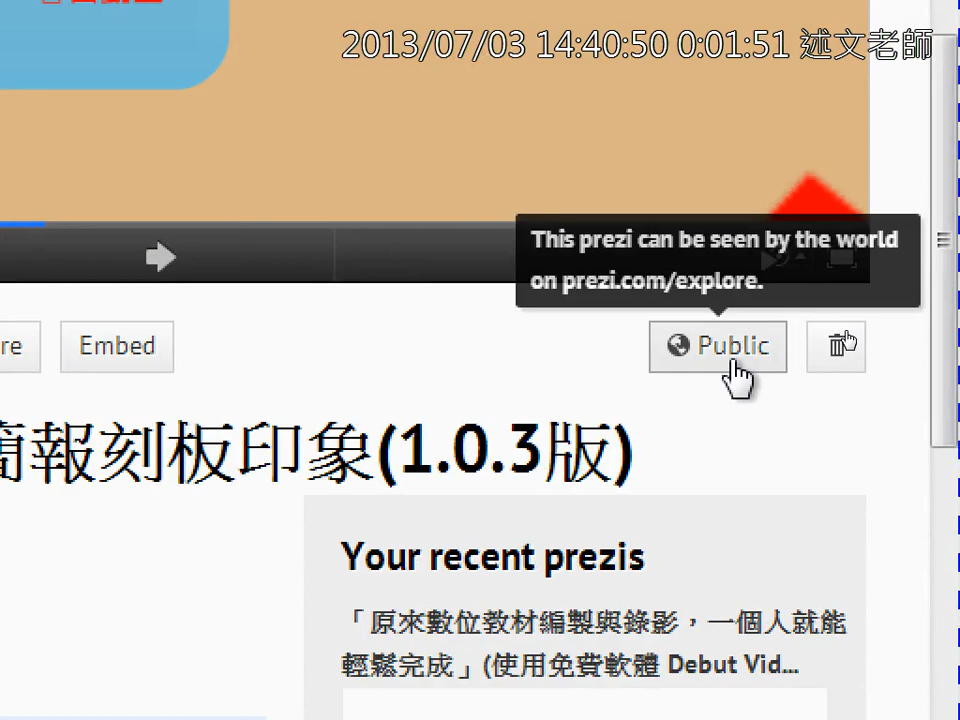 2013/07/03 14:40:50 0:01:51 述文老師
This prezi can be seen by the world
on prezi.com/explore.
re
Embed
Public
簡報刻板印象(1.0.3版)
Your recent prezis
「原來數位教材編製與錄影，一個人就能
輕鬆完成」(使用免費軟體 Debut Vid...